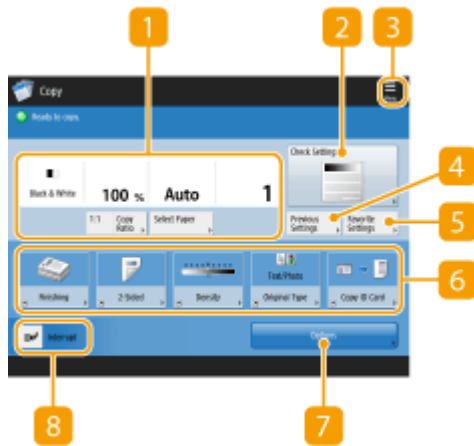 1
2
3
Copy
Menu
Ready to copy.
Check Settings
Black & White
100 %
Auto
1
1:1 Copy Ratio
Select Paper
Previous Settings
Favorite Settings
4
5
Finishing
2-Sided
Density
Text/Photo
Original Type
Copy ID Card
6
Interrupt
Options
8
7